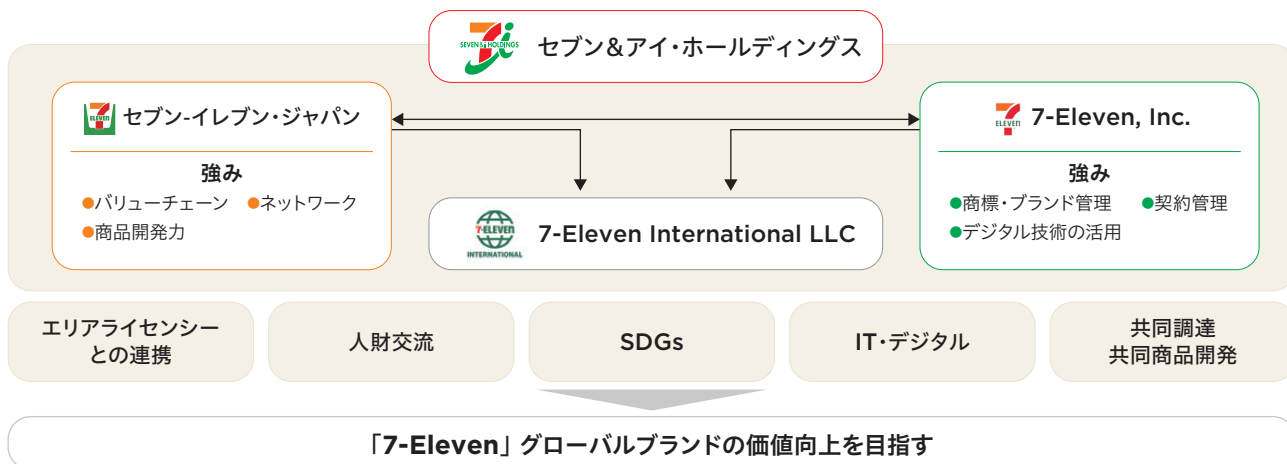 SEVEN&i HOLDINGS
セブン&アイ・ホールディングス
ELEVEN
セブン-イレブン・ジャパン
強み
●バリューチェーン ●ネットワーク
●商品開発力
ELEVEN
7-Eleven, Inc.
強み
●商標・ブランド管理 ●契約管理
●デジタル技術の活用
7-ELEVEN
INTERNATIONAL
7-Eleven International LLC
エリアライセンシー
との連携
人財交流
SDGs
IT・デジタル
共同調達
共同商品開発
「7-Eleven」グローバルブランドの価値向上を目指す